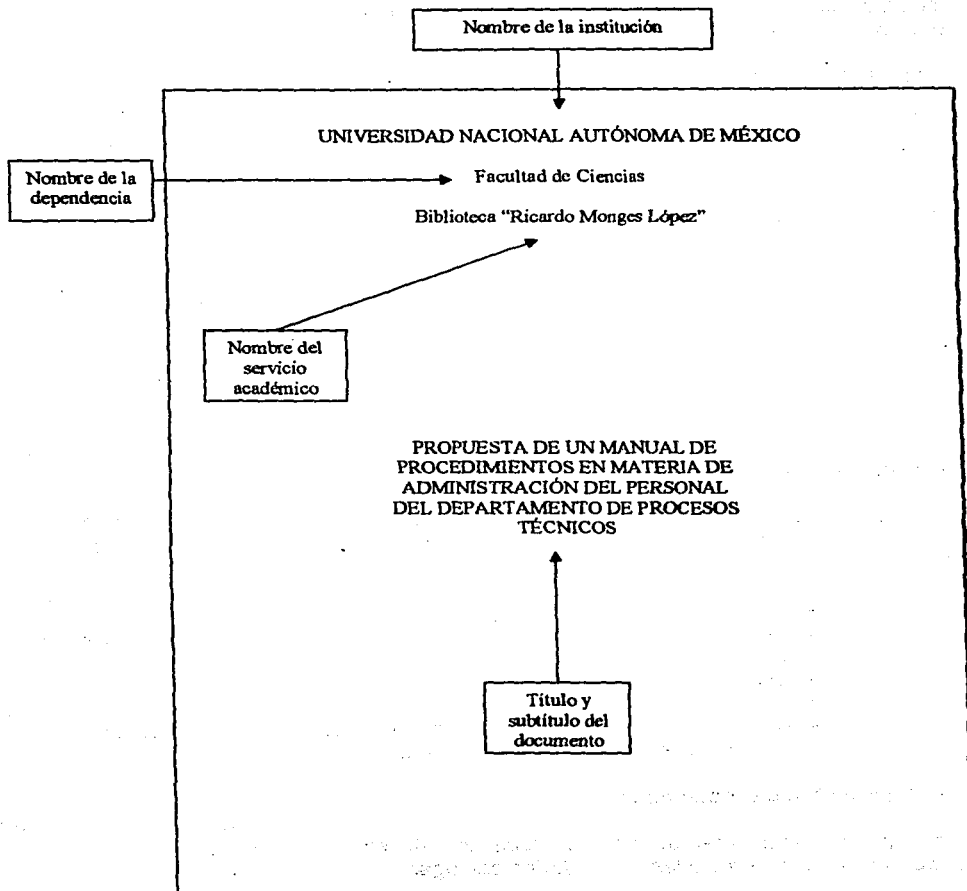 Nombre de la institución
UNIVERSIDAD NACIONAL AUTÓNOMA DE MÉXICO
Nombre de la
dependencia
Facultad de Ciencias
Biblioteca "Ricardo Monges López"
Nombre del
servicio
académico
PROPUESTA DE UN MANUAL DE
PROCEDIMIENTOS EN MATERIA DE
ADMINISTRACIÓN DEL PERSONAL
DEL DEPARTAMENTO DE PROCESOS
TÉCNICOS
Título y
subtítulo del
documento